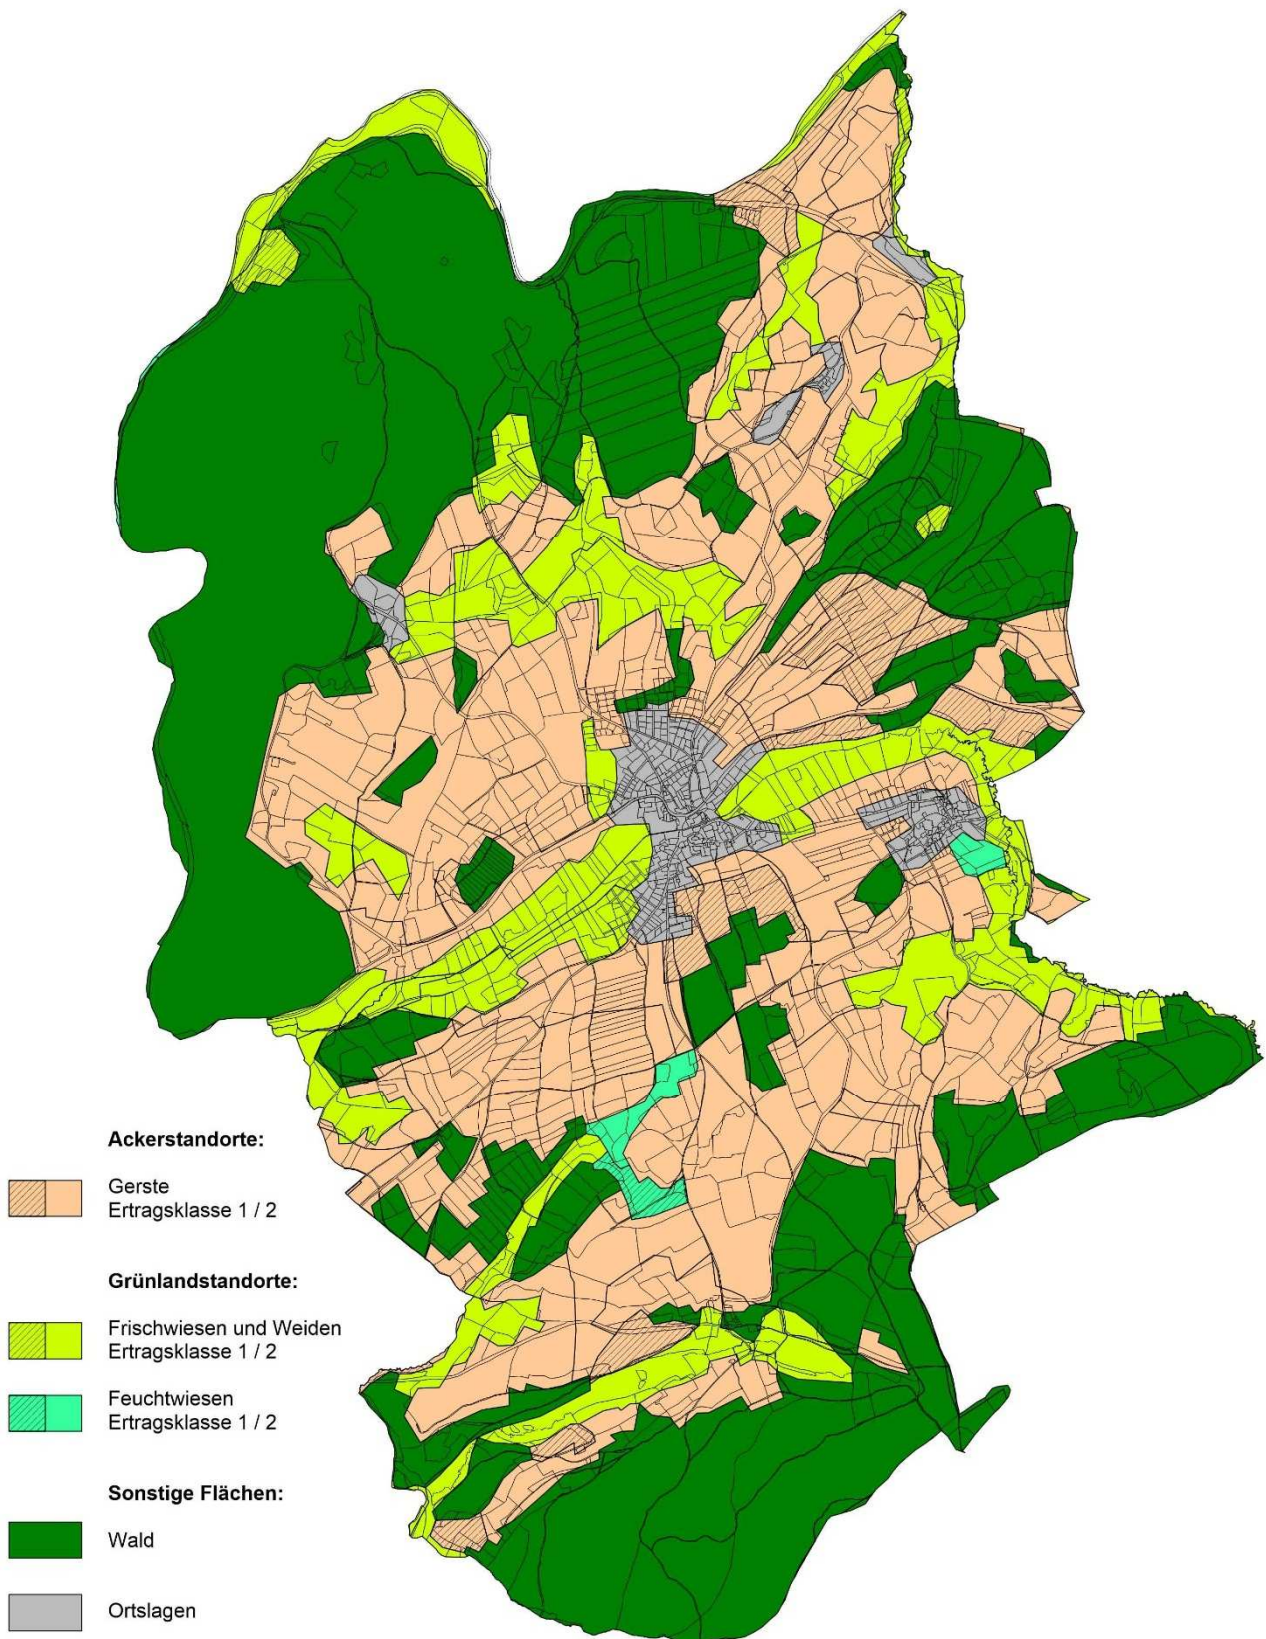 Ackerstandorte:
Gerste
Ertragsklasse 1 / 2
Grünlandstandorte:
Frischwiesen und Weiden
Ertragsklasse 1 / 2
Feuchtwiesen
Ertragsklasse 1 / 2
Sonstige Flächen:
Wald
Ortslagen